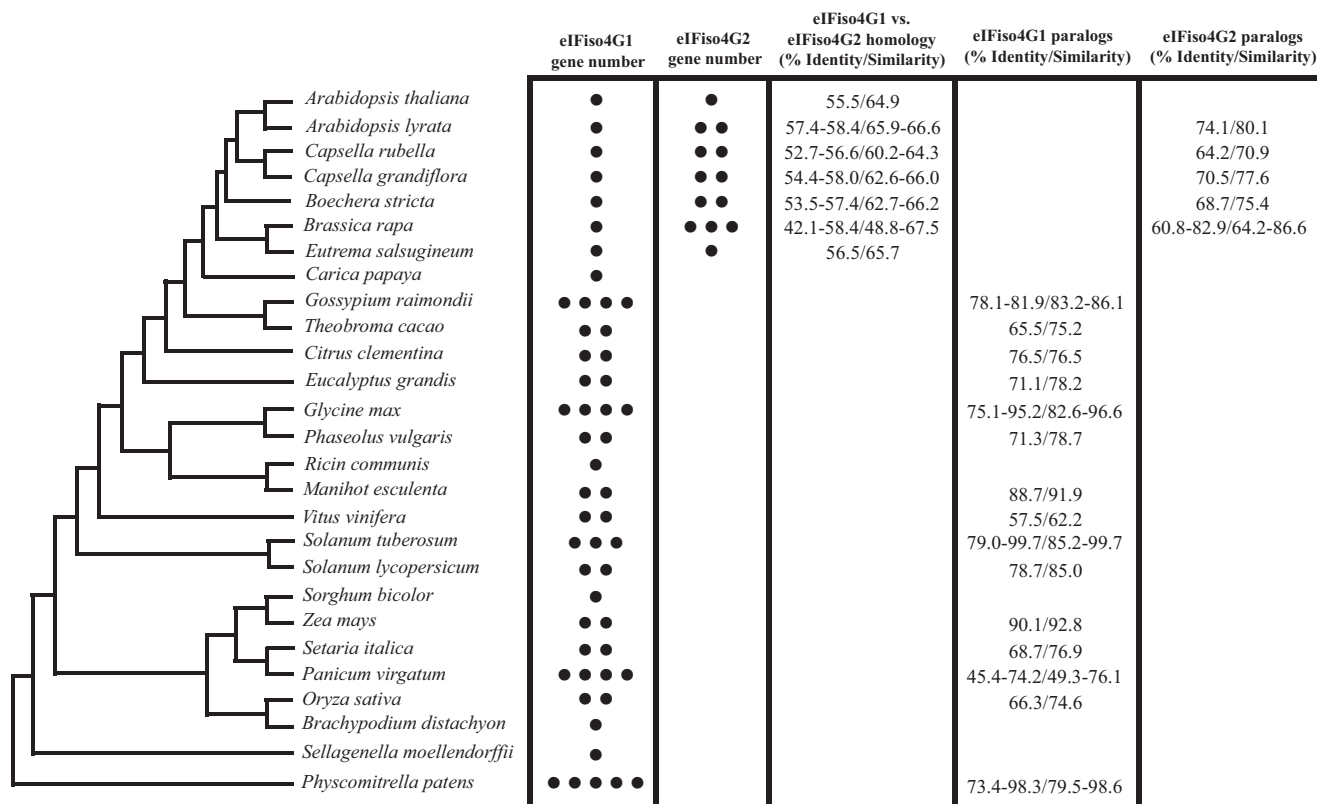 eIFiso4G1 gene number
eIFiso4G2 gene number
eIFiso4G1 vs. eIFiso4G2 homology (% Identity/Similarity)
eIFiso4G1 paralogs (% Identity/Similarity)
eIFiso4G2 paralogs (% Identity/Similarity)
Arabidopsis thaliana 55.5/64.9
Arabidopsis lyrata 57.4-58.4/65.9-66.6 74.1/80.1
Capsella rubella 52.7-56.6/60.2-64.3 64.2/70.9
Capsella grandiflora 54.4-58.0/62.6-66.0 70.5/77.6
Boechera stricta 53.5-57.4/62.7-66.2 68.7/75.4
Brassica rapa 42.1-58.4/48.8-67.5 60.8-82.9/64.2-86.6
Eutrema salsugineum 56.5/65.7
Carica papaya
Gossypium raimondii 78.1-81.9/83.2-86.1
Theobroma cacao 65.5/75.2
Citrus clementina 76.5/76.5
Eucalyptus grandis 71.1/78.2
Glycine max 75.1-95.2/82.6-96.6
Phaseolus vulgaris 71.3/78.7
Ricin communis
Manihot esculenta 88.7/91.9
Vitus vinifera 57.5/62.2
Solanum tuberosum 79.0-99.7/85.2-99.7
Solanum lycopersicum 78.7/85.0
Sorghum bicolor
Zea mays 90.1/92.8
Setaria italica 68.7/76.9
Panicum virgatum 45.4-74.2/49.3-76.1
Oryza sativa 66.3/74.6
Brachypodium distachyon
Sellagenella moellendorffii
Physcomitrella patens 73.4-98.3/79.5-98.6